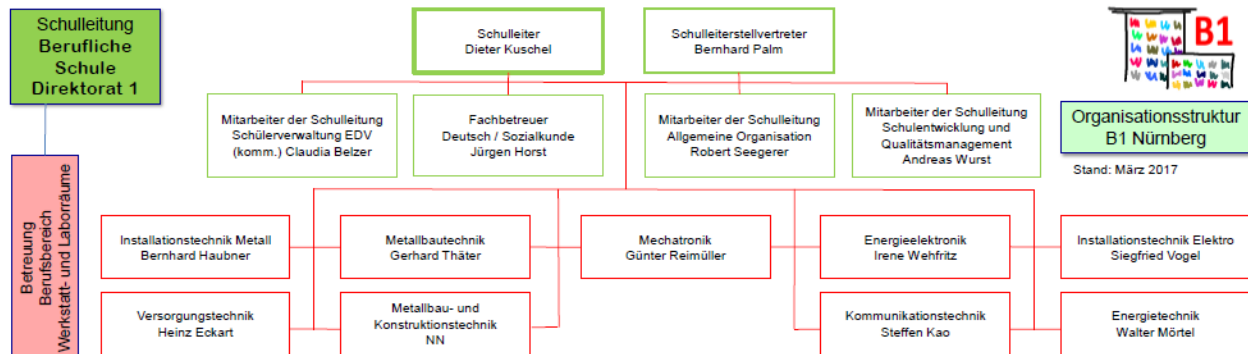 Schulleitung
Berufliche
Schule
Direktorat 1
Schulleiter
Dieter Kuschel
Schulleiterstellvertreter
Bernhard Palm
B1
Mitarbeiter der Schulleitung
Schülerverwaltung EDV
(komm.) Claudia Belzer
Fachbetreuer
Deutsch / Sozialkunde
Jürgen Horst
Mitarbeiter der Schulleitung
Allgemeine Organisation
Robert Seegerer
Mitarbeiter der Schulleitung
Schulentwicklung und
Qualitätsmanagement
Andreas Wurst
Organisationsstruktur
B1 Nürnberg
Stand: März 2017
Betreuung
Berufsbereich
Werkstatt- und Laborräume
Installationstechnik Metall
Bernhard Haubner
Metallbautechnik
Gerhard Thäter
Mechatronik
Günter Reimüller
Energieelektronik
Irene Wehfritz
Installationstechnik Elektro
Siegfried Vogel
Versorgungstechnik
Heinz Eckart
Metallbau- und
Konstruktionstechnik
NN
Kommunikationstechnik
Steffen Kao
Energietechnik
Walter Mörtel